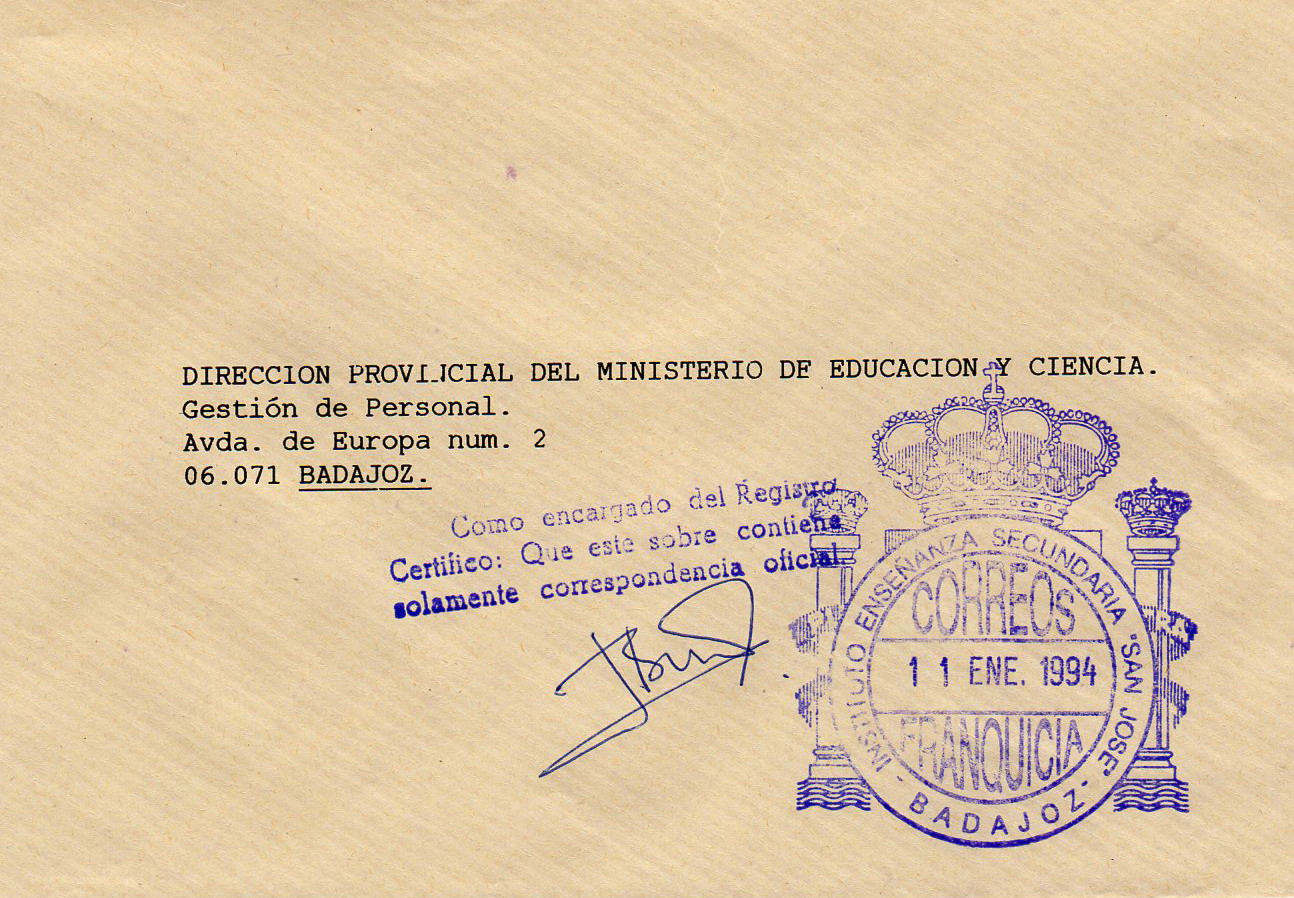 DIRECCION PROVINCIAL DEL MINISTERIO DE EDUCACION Y CIENCIA.
Gestión de Personal.
Avda. de Europa num. 2
06.071 BADAJOZ.
Como encargado del Registro
Certifico: Que este sobre contiene
solamente correspondencia oficial.
INSTITUTO ENSEÑANZA SECUNDARIA "SAN JOSE"
CORREOS
11 ENE. 1994
FRANQUICIA
- BADAJOZ -